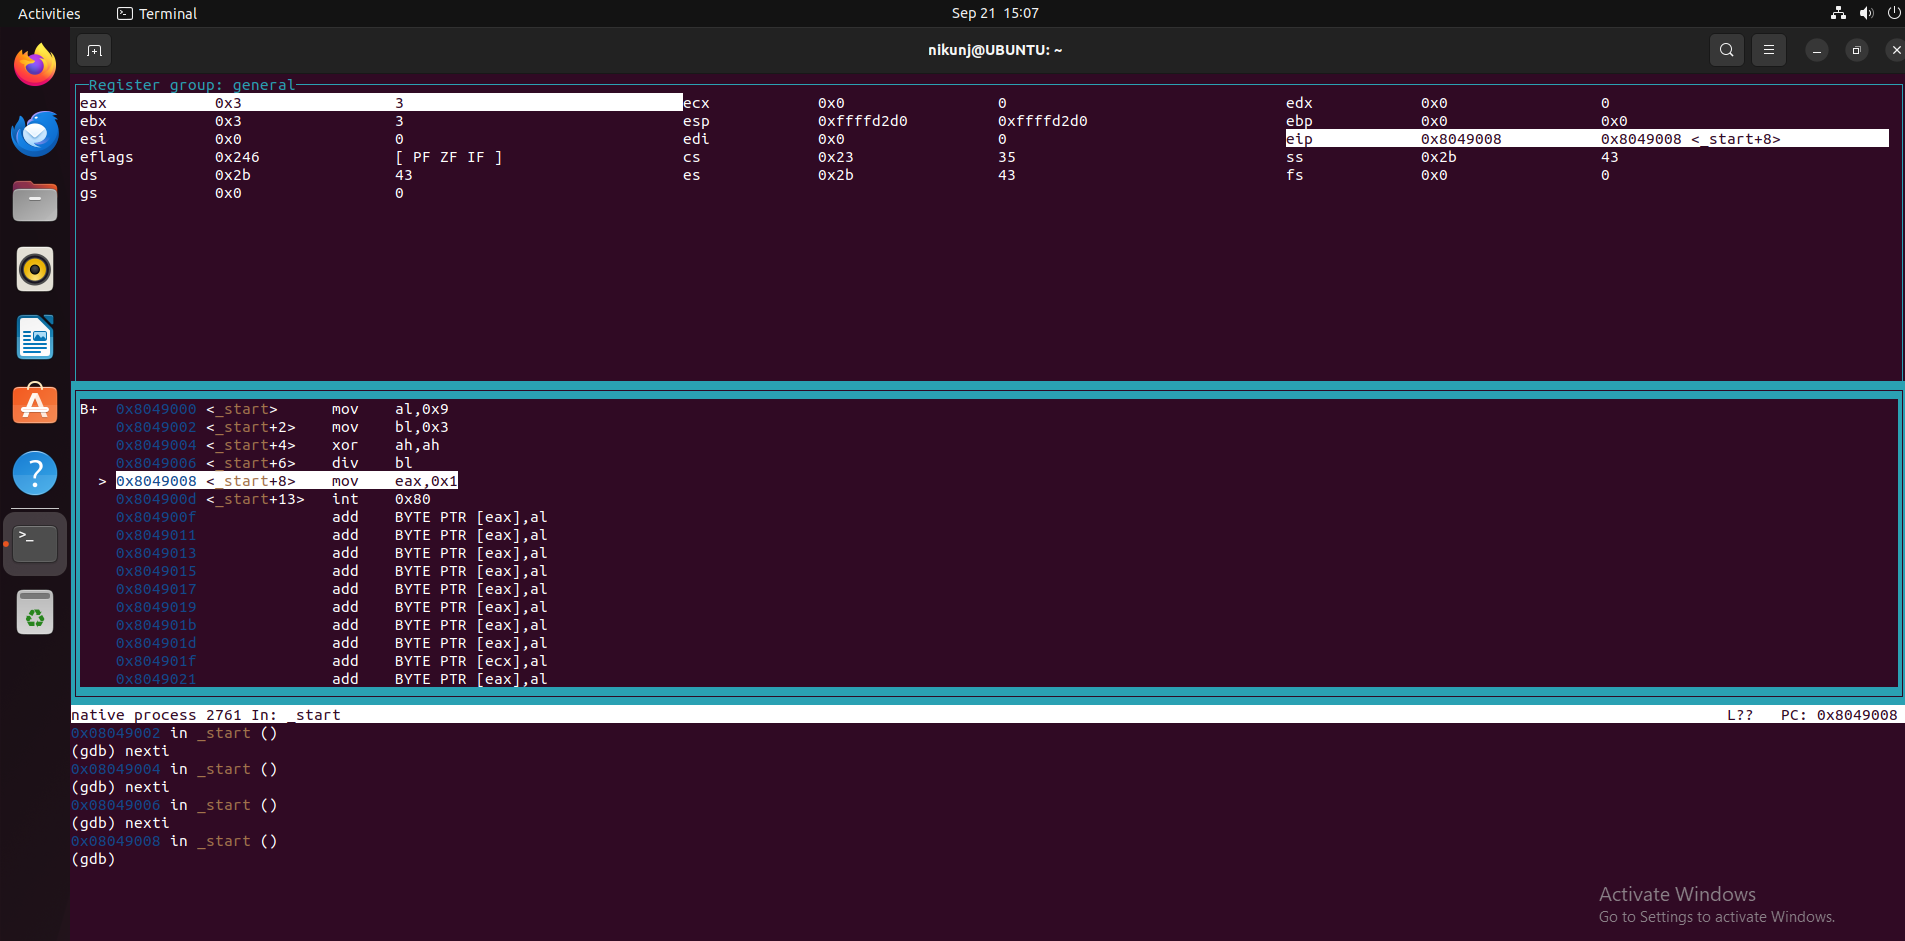 Activities Terminal Sep 21 15:07
nikunj@UBUNTU: ~
Register group: general
eax 0x3 3 ecx 0x0 0 edx 0x0 0
ebx 0x3 3 esp 0xffffd2d0 0xffffd2d0 ebp 0x0 0x0
esi 0x0 0 edi 0x0 0 eip 0x8049008 0x8049008 <_start+8>
eflags 0x246 [ PF ZF IF ] cs 0x23 35 ss 0x2b 43
ds 0x2b 43 es 0x2b 43 fs 0x0 0
gs 0x0 0
B+ 0x8049000 <_start> mov al,0x9
0x8049002 <_start+2> mov bl,0x3
0x8049004 <_start+4> xor ah,ah
0x8049006 <_start+6> div bl
> 0x8049008 <_start+8> mov eax,0x1
0x804900d <_start+13> int 0x80
0x804900f add BYTE PTR [eax],al
0x8049011 add BYTE PTR [eax],al
0x8049013 add BYTE PTR [eax],al
0x8049015 add BYTE PTR [eax],al
0x8049017 add BYTE PTR [eax],al
0x8049019 add BYTE PTR [eax],al
0x804901b add BYTE PTR [eax],al
0x804901d add BYTE PTR [eax],al
0x804901f add BYTE PTR [ecx],al
0x8049021 add BYTE PTR [eax],al
native process 2761 In: _start L?? PC: 0x8049008
0x08049002 in _start ()
(gdb) nexti
0x08049004 in _start ()
(gdb) nexti
0x08049006 in _start ()
(gdb) nexti
0x08049008 in _start ()
(gdb)
Activate Windows
Go to Settings to activate Windows.